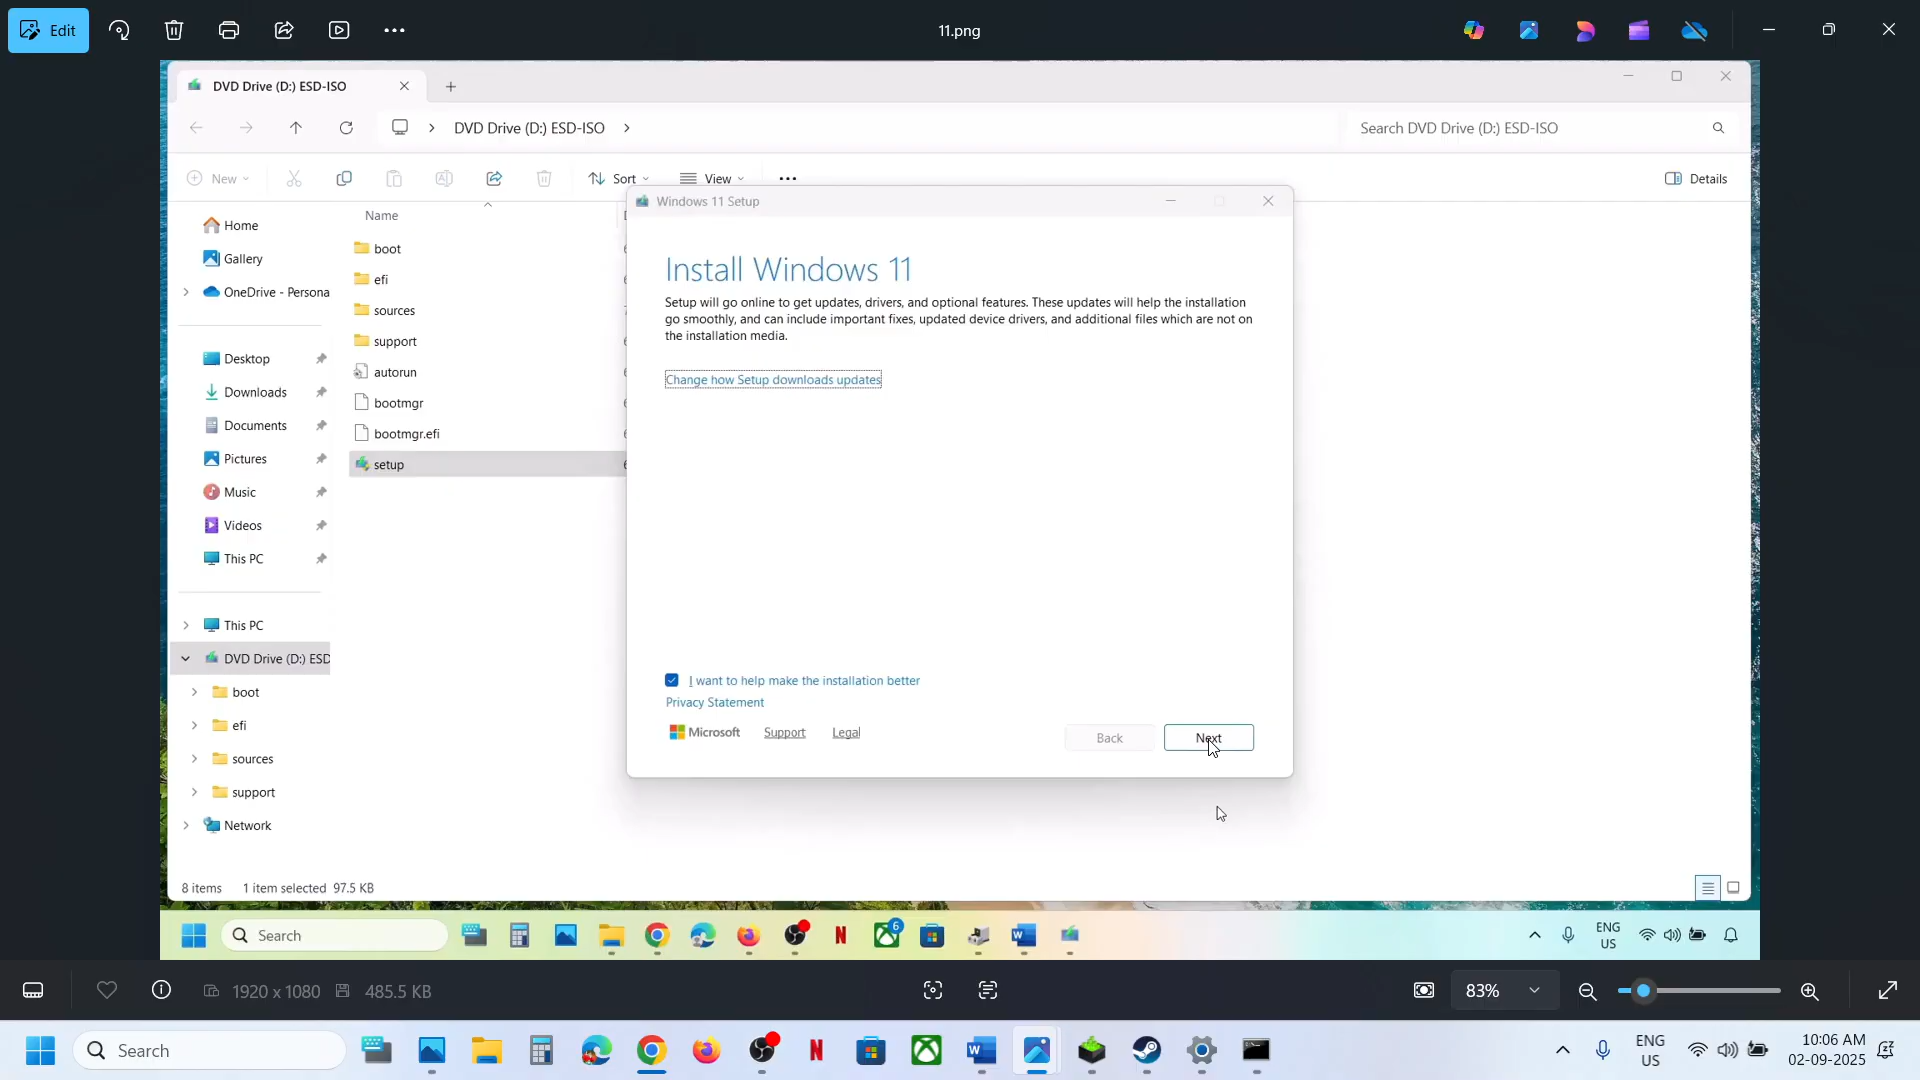 Edit
11.png
DVD Drive (D:) ESD-ISO
DVD Drive (D:) ESD-ISO
Search DVD Drive (D:) ESD-ISO
New
Sort
View
Details
Home
Gallery
OneDrive - Persona
Desktop
Downloads
Documents
Pictures
Music
Videos
This PC
This PC
DVD Drive (D:) ESD
boot
efi
sources
support
Network
Name
boot
efi
sources
support
autorun
bootmgr
bootmgr.efi
setup
Windows 11 Setup
Install Windows 11
Setup will go online to get updates, drivers, and optional features. These updates will help the installation
go smoothly, and can include important fixes, updated device drivers, and additional files which are not on
the installation media.
Change how Setup downloads updates
I want to help make the installation better
Privacy Statement
Microsoft Support Legal
Back Next
8 items 1 item selected 97.5 KB
Search
6
ENG
US
1920 x 1080 485.5 KB
83%
Search
ENG
US
10:06 AM
02-09-2025